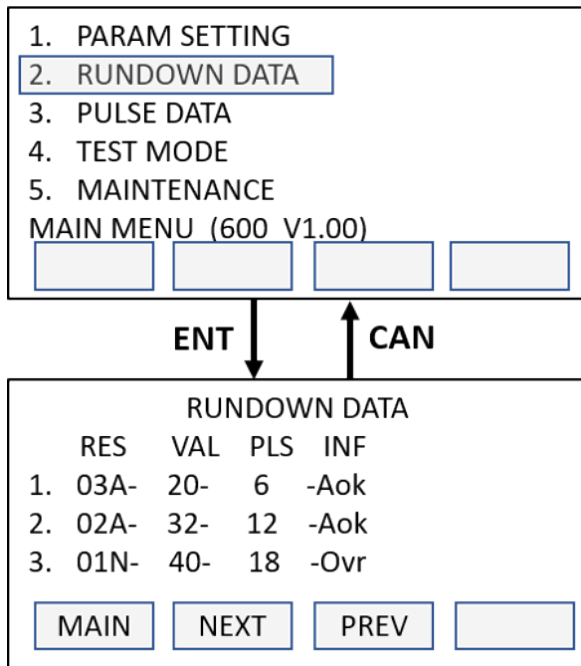 1. PARAM SETTING
2. RUNDOWN DATA
3. PULSE DATA
4. TEST MODE
5. MAINTENANCE
MAIN MENU (600 V1.00)
ENT CAN
RUNDOWN DATA
RES VAL PLS INF
1. 03A- 20- 6 -Aok
2. 02A- 32- 12 -Aok
3. 01N- 40- 18 -Ovr
MAIN NEXT PREV